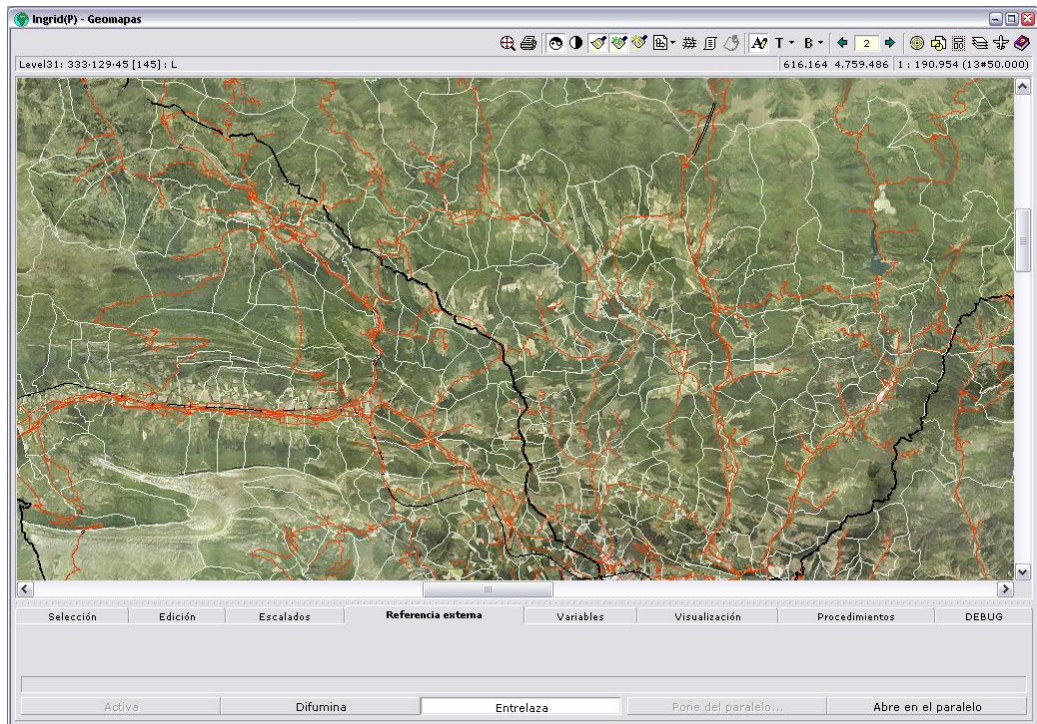 Ingrid(P) - Geomapas
A T B 2
Level31: 333·129·45 [145] : L 616.164 4.759.486 1 : 190.954 (13#50.000)
Selección Edición Escalados Referencia externa Variables Visualización Procedimientos DEBUG
Activa Difumina Entrelaza Pone del paralelo... Abre en el paralelo